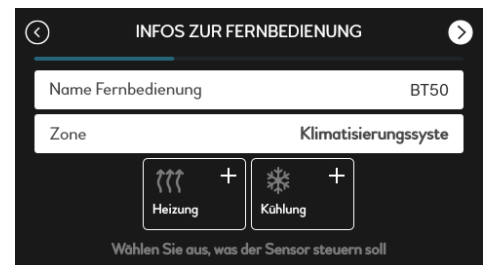 INFOS ZUR FERNBEDIENUNG
Name Fernbedienung BT50
Zone Klimatisierungssyste
Heizung Kühlung
Wählen Sie aus, was der Sensor steuern soll